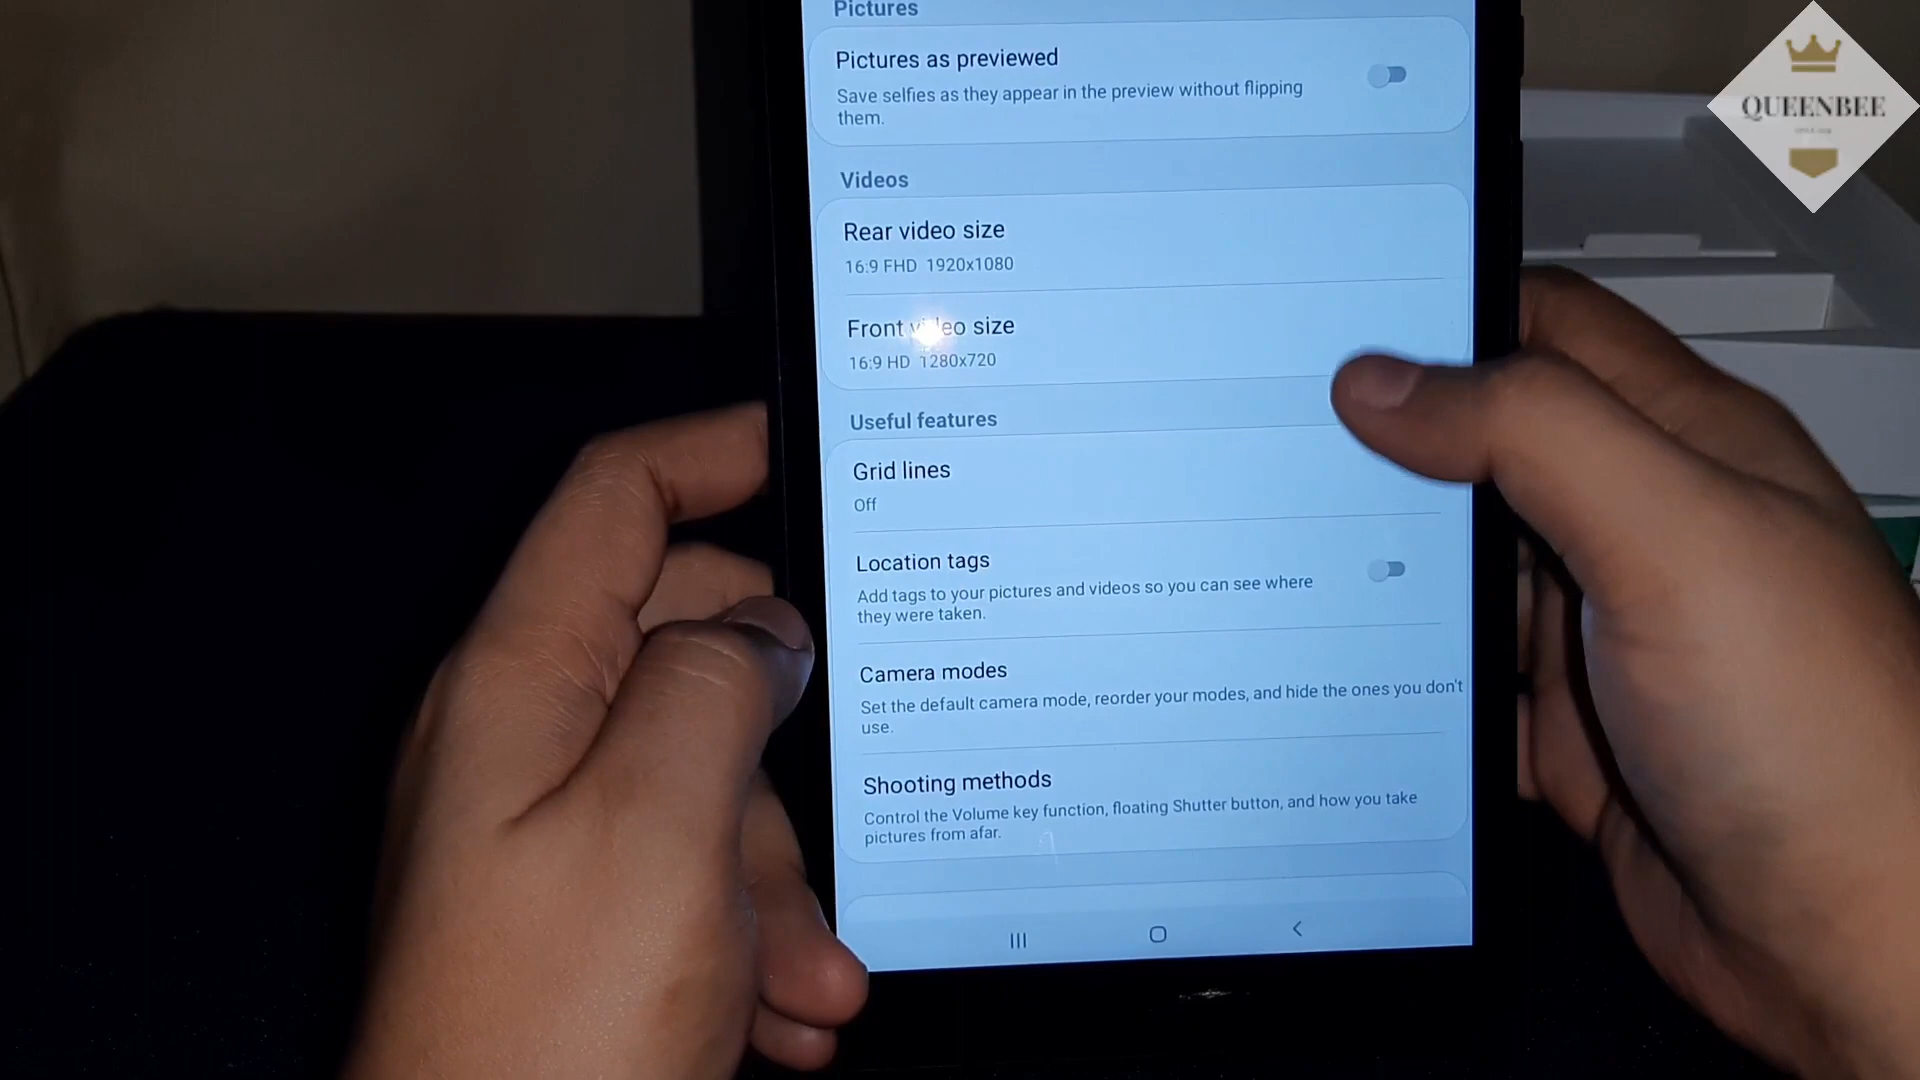 Pictures
Pictures as previewed
Save selfies as they appear in the preview without flipping
them.
QUEENBEE
Videos
Rear video size
16:9 FHD 1920x1080
Front video size
16:9 HD 1280x720
Useful features
Grid lines
Off
Location tags
Add tags to your pictures and videos so you can see where
they were taken.
Camera modes
Set the default camera mode, reorder your modes, and hide the ones you don't
use.
Shooting methods
Control the Volume key function, floating Shutter button, and how you take
pictures from afar.